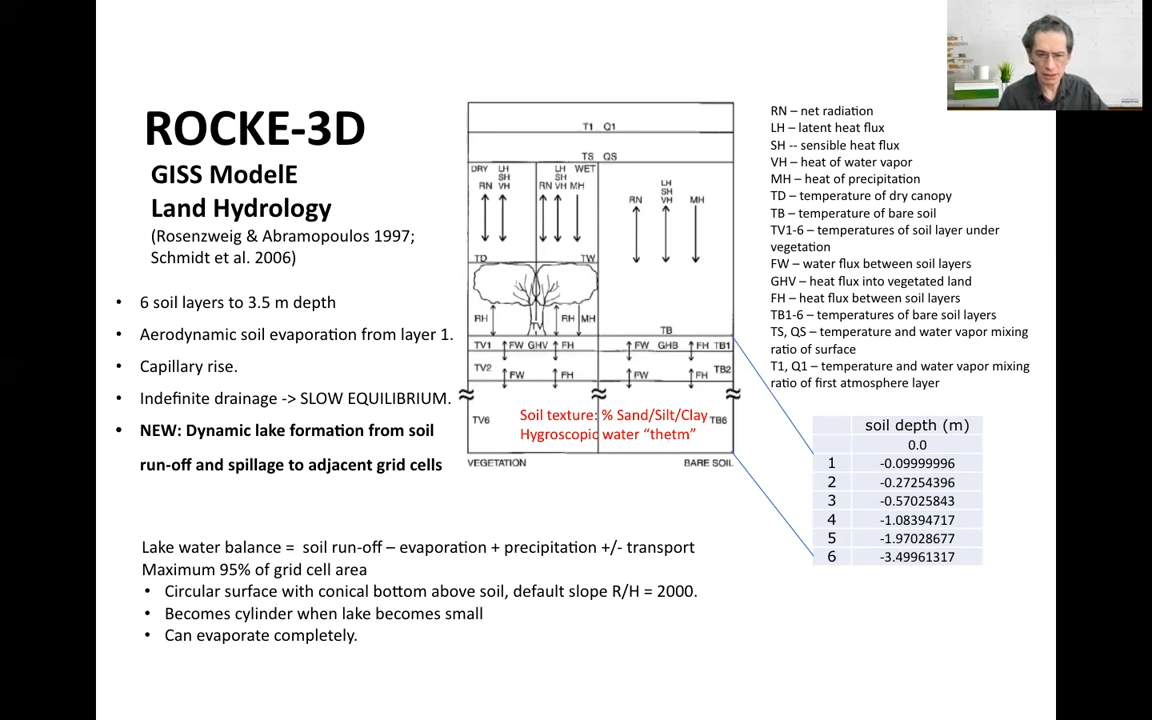 ROCKE-3D
GISS ModelE
Land Hydrology
(Rosenzweig & Abramopoulos 1997;
Schmidt et al. 2006)
• 6 soil layers to 3.5 m depth
• Aerodynamic soil evaporation from layer 1.
• Capillary rise.
• Indefinite drainage -> SLOW EQUILIBRIUM.
• NEW: Dynamic lake formation from soil
run-off and spillage to adjacent grid cells
T1 Q1
TS QS
DRY LH LH WET LH
SH SH SH
RN VH RN VH MH RN VH MH
TD TW
RH TV RH MH TB
TV1 FW GHV FH FW GHB FH TB1
TV2 FW FH FW FH TB2
Soil texture: % Sand/Silt/Clay
TV6 TB6
Hygroscopic water “thetm”
VEGETATION BARE SOIL
RN – net radiation
LH – latent heat flux
SH -- sensible heat flux
VH – heat of water vapor
MH – heat of precipitation
TD – temperature of dry canopy
TB – temperature of bare soil
TV1-6 – temperatures of soil layer under
vegetation
FW – water flux between soil layers
GHV – heat flux into vegetated land
FH – heat flux between soil layers
TB1-6 – temperatures of bare soil layers
TS, QS – temperature and water vapor mixing
ratio of surface
T1, Q1 – temperature and water vapor mixing
ratio of first atmosphere layer
soil depth (m)
0.0
1 -0.09999996
2 -0.27254396
3 -0.57025843
4 -1.08394717
5 -1.97028677
6 -3.49961317
Lake water balance = soil run-off – evaporation + precipitation +/- transport
Maximum 95% of grid cell area
• Circular surface with conical bottom above soil, default slope R/H = 2000.
• Becomes cylinder when lake becomes small
• Can evaporate completely.